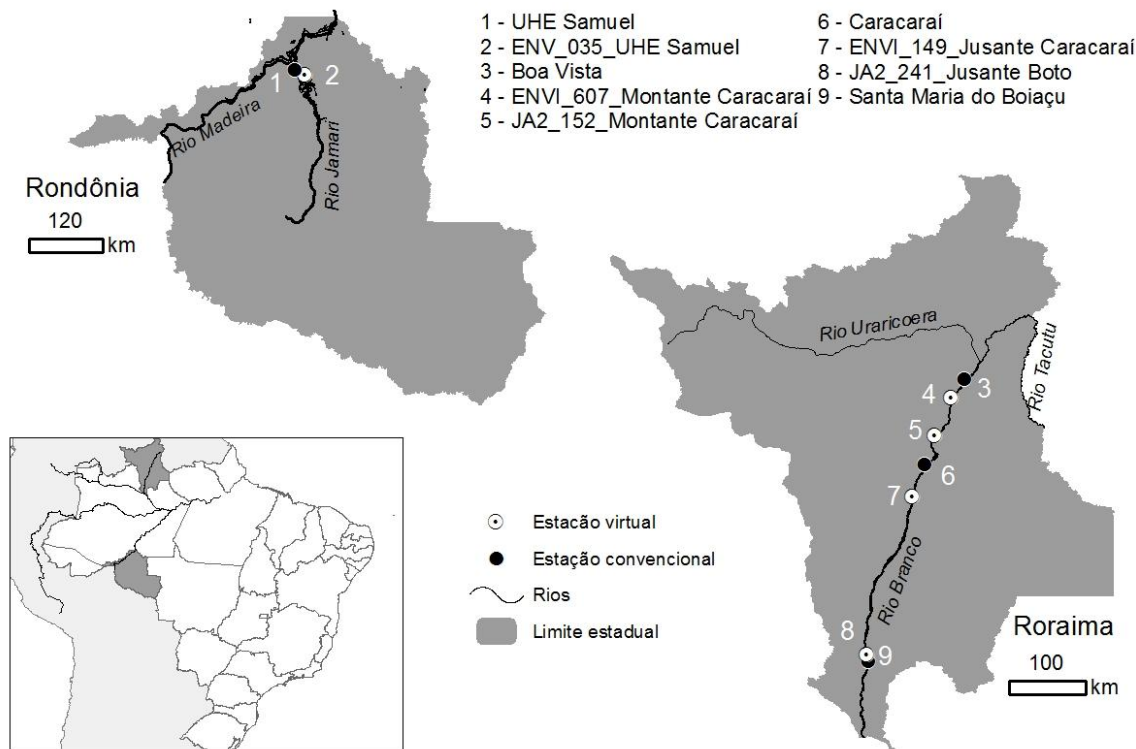 1 - UHE Samuel
2 - ENV_035_UHE Samuel
3 - Boa Vista
4 - ENVI_607_Montante Caracaraí
5 - JA2_152_Montante Caracaraí
6 - Caracaraí
7 - ENVI_149_Jusante Caracaraí
8 - JA2_241_Jusante Boto
9 - Santa Maria do Boiaçu
1
2
Rio Madeira
Rio Jamari
Rondônia
120
km
Rio Uraricoera
Rio Tacutu
3
4
5
6
7
Rio Branco
8
9
Estacão virtual
Estação convencional
Rios
Limite estadual
Roraima
100
km